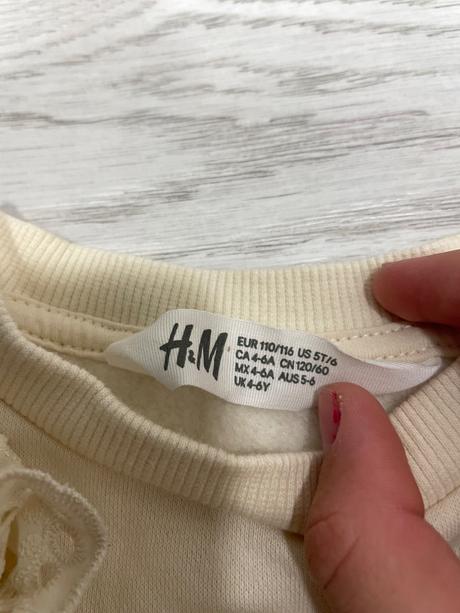 H&M
EUR 110/116 US 5T/6
CA 4-6A CN 120/60
MX 4-6A AUS 5-6
UK 4-6Y